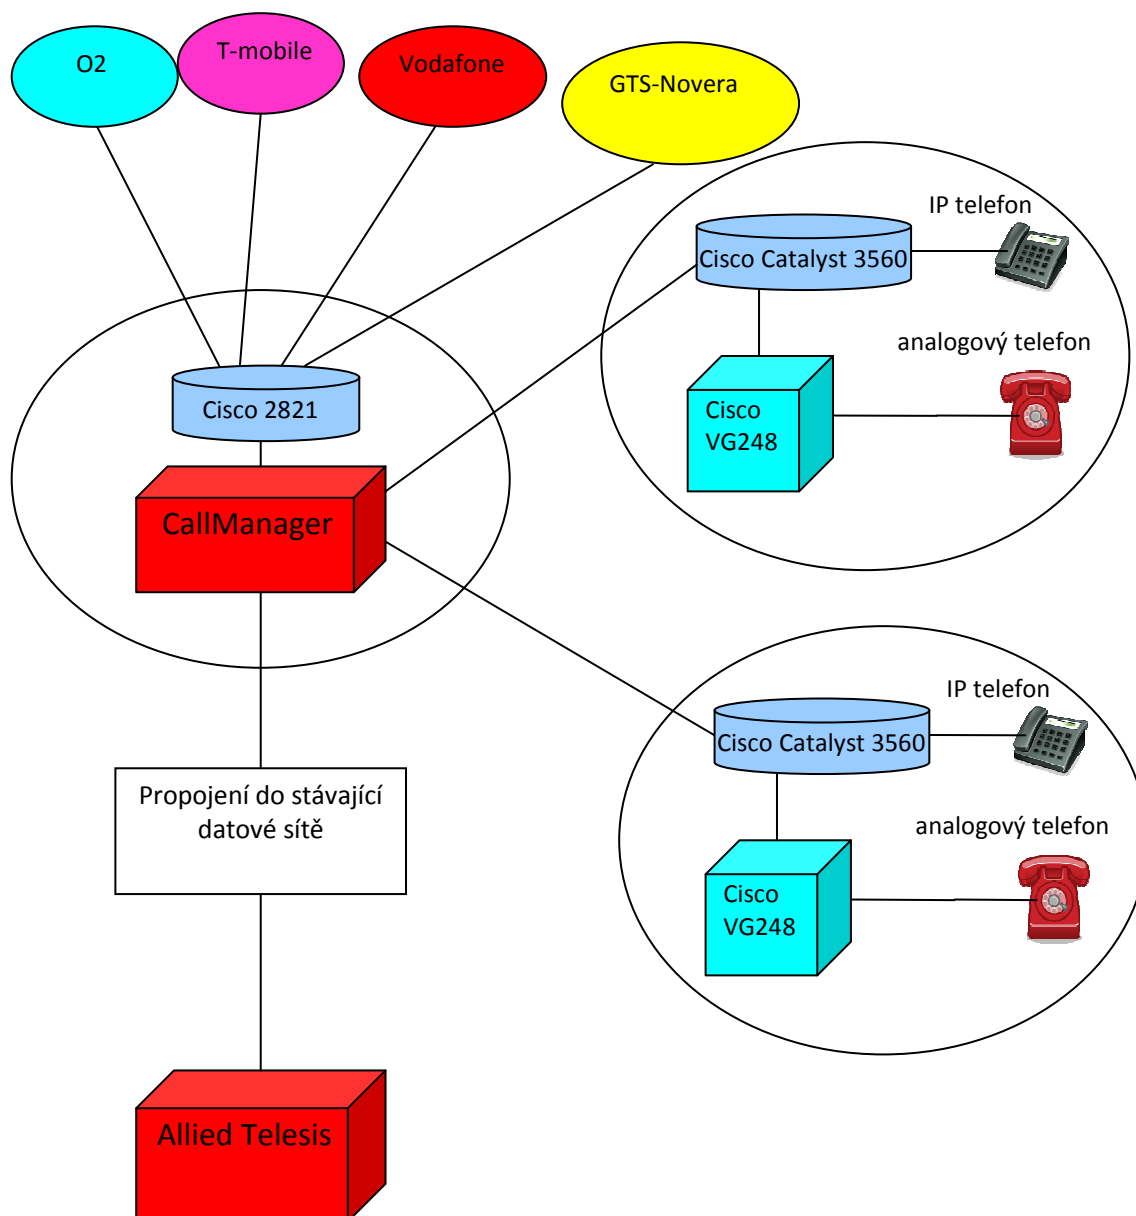 O2
T-mobile
Vodafone
GTS-Novera
IP telefon
Cisco Catalyst 3560
analogový telefon
Cisco
VG248
Cisco 2821
CallManager
IP telefon
Cisco Catalyst 3560
analogový telefon
Cisco
VG248
Propojení do stávající
datové sítě
Allied Telesis